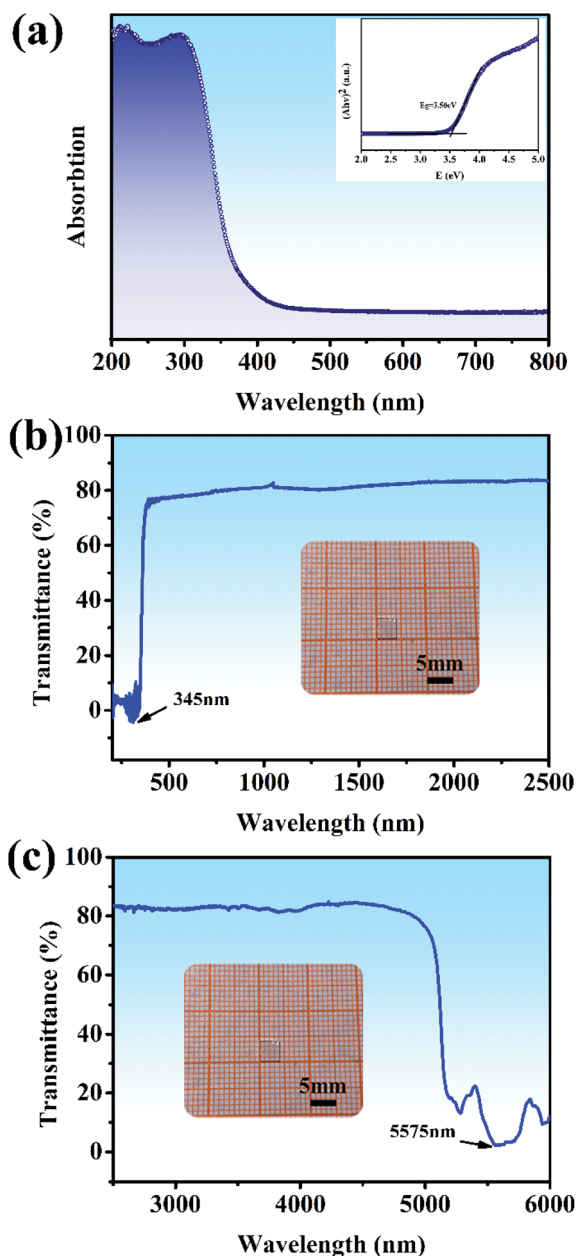 (a)
Absorbtion
(Ahν)² (a.u.)
Eg=3.50eV
2.0 2.5 3.0 3.5 4.0 4.5 5.0
E (eV)
200 300 400 500 600 700 800
Wavelength (nm)
(b)
100
80
60
40
20
0
Transmittance (%)
345nm
5mm
500 1000 1500 2000 2500
Wavelength (nm)
(c)
100
80
60
40
20
0
Transmittance (%)
5mm
5575nm
3000 4000 5000 6000
Wavelength (nm)